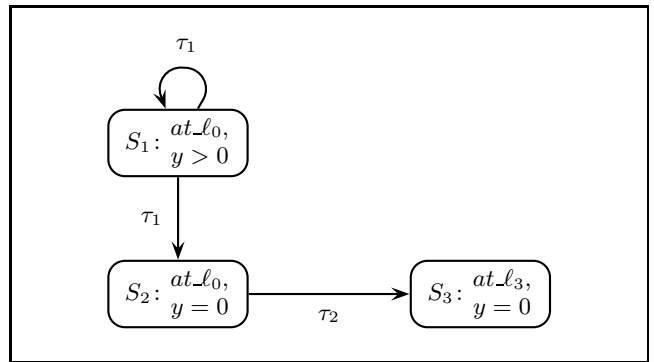 τ₁
S₁: at_ℓ₀,
y > 0
τ₁
S₂: at_ℓ₀,
y = 0
τ₂
S₃: at_ℓ₃,
y = 0